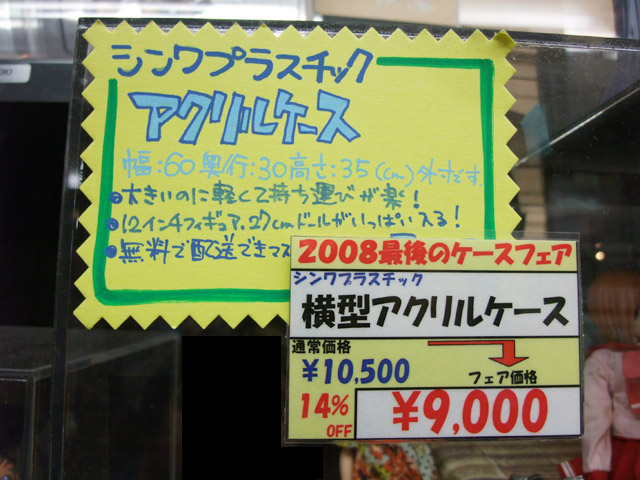 シンワプラスチック
アクリルケース
幅:60奥行:30高さ:35(cm)外寸です.
●大きいのに軽くて持ち運びが楽!
●12インチフィギュア.27cmドールがいっぱい入る!
●無料で配送できマス
2008最後のケースフェア
シンワプラスチック
横型アクリルケース
通常価格
¥10,500
フェア価格
14%
OFF
¥9,000